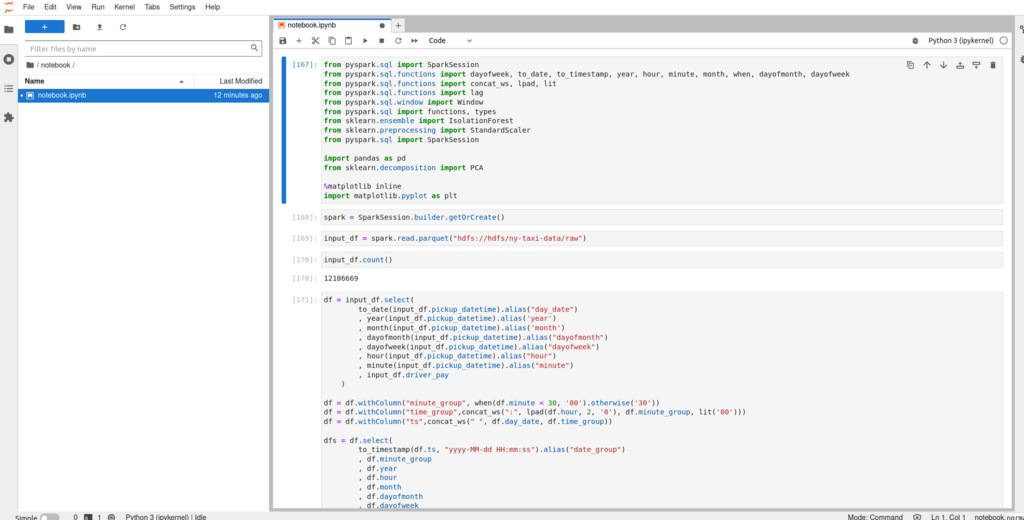 File Edit View Run Kernel Tabs Settings Help
+
Filter files by name
/ notebook /
Name Last Modified
notebook.ipynb 12 minutes ago
notebook.ipynb
Code
Python 3 (ipykernel)
[167]:
from pyspark.sql import SparkSession
from pyspark.sql.functions import dayofweek, to_date, to_timestamp, year, hour, minute, month, when, dayofmonth, dayofweek
from pyspark.sql.functions import concat_ws, lpad, lit
from pyspark.sql.functions import lag
from pyspark.sql.window import Window
from pyspark.sql import functions, types
from sklearn.ensemble import IsolationForest
from sklearn.preprocessing import StandardScaler
from pyspark.sql import SparkSession
import pandas as pd
from sklearn.decomposition import PCA
%matplotlib inline
import matplotlib.pyplot as plt
[168]: spark = SparkSession.builder.getOrCreate()
[169]: input_df = spark.read.parquet("hdfs://hdfs/ny-taxi-data/raw")
[170]: input_df.count()
[170]: 12106669
[171]: df = input_df.select(
to_date(input_df.pickup_datetime).alias("day_date")
, year(input_df.pickup_datetime).alias('year')
, month(input_df.pickup_datetime).alias('month')
, dayofmonth(input_df.pickup_datetime).alias("dayofmonth")
, dayofweek(input_df.pickup_datetime).alias("dayofweek")
, hour(input_df.pickup_datetime).alias("hour")
, minute(input_df.pickup_datetime).alias("minute")
, input_df.driver_pay
)
df = df.withColumn("minute_group", when(df.minute < 30, '00').otherwise('30'))
df = df.withColumn("time_group",concat_ws(":", lpad(df.hour, 2, '0'), df.minute_group, lit('00')))
df = df.withColumn("ts",concat_ws(" ", df.day_date, df.time_group))
dfs = df.select(
to_timestamp(df.ts, "yyyy-MM-dd HH:mm:ss").alias("date_group")
, df.minute_group
, df.year
, df.hour
, df.month
, df.dayofmonth
, df.dayofweek
Simple 0 1 Python 3 (ipykernel) | Idle Mode: Command Ln 1, Col 1 notebook.